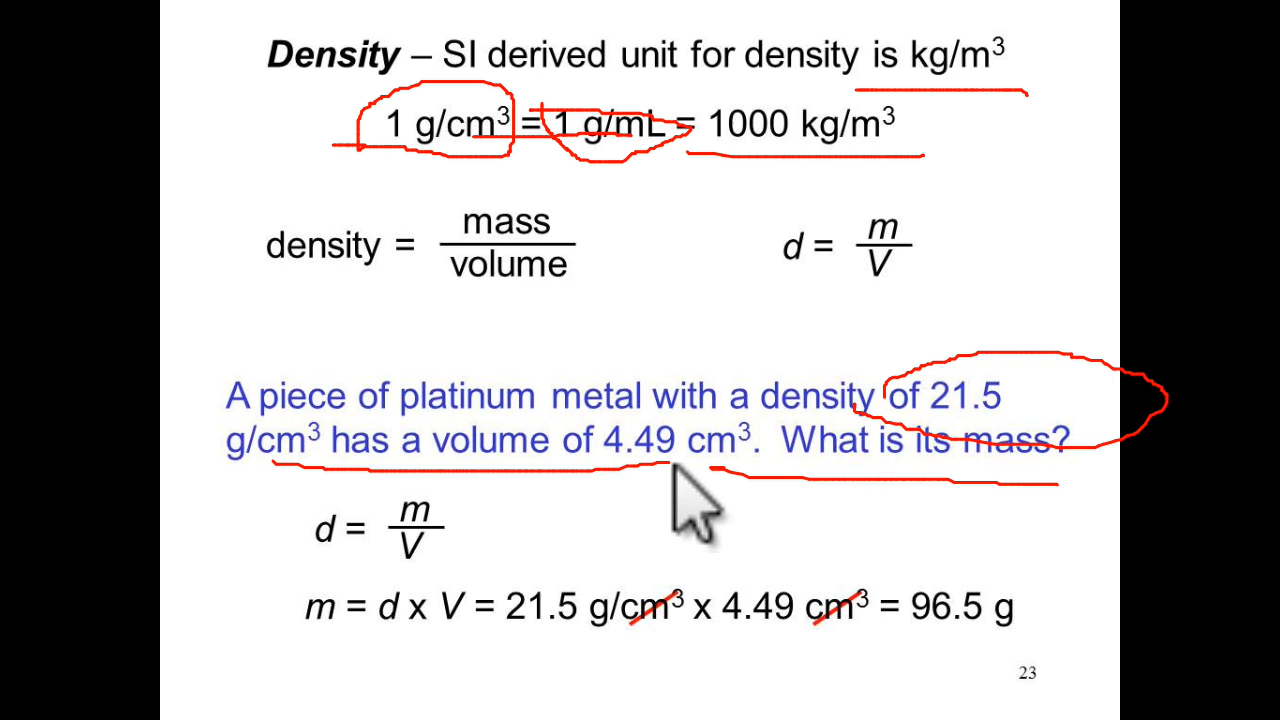 Density – SI derived unit for density is kg/m³
1 g/cm³ = 1 g/mL = 1000 kg/m³
density = mass / volume
d = m / V
A piece of platinum metal with a density of 21.5
g/cm³ has a volume of 4.49 cm³. What is its mass?
d = m / V
m = d x V = 21.5 g/cm³ x 4.49 cm³ = 96.5 g
23